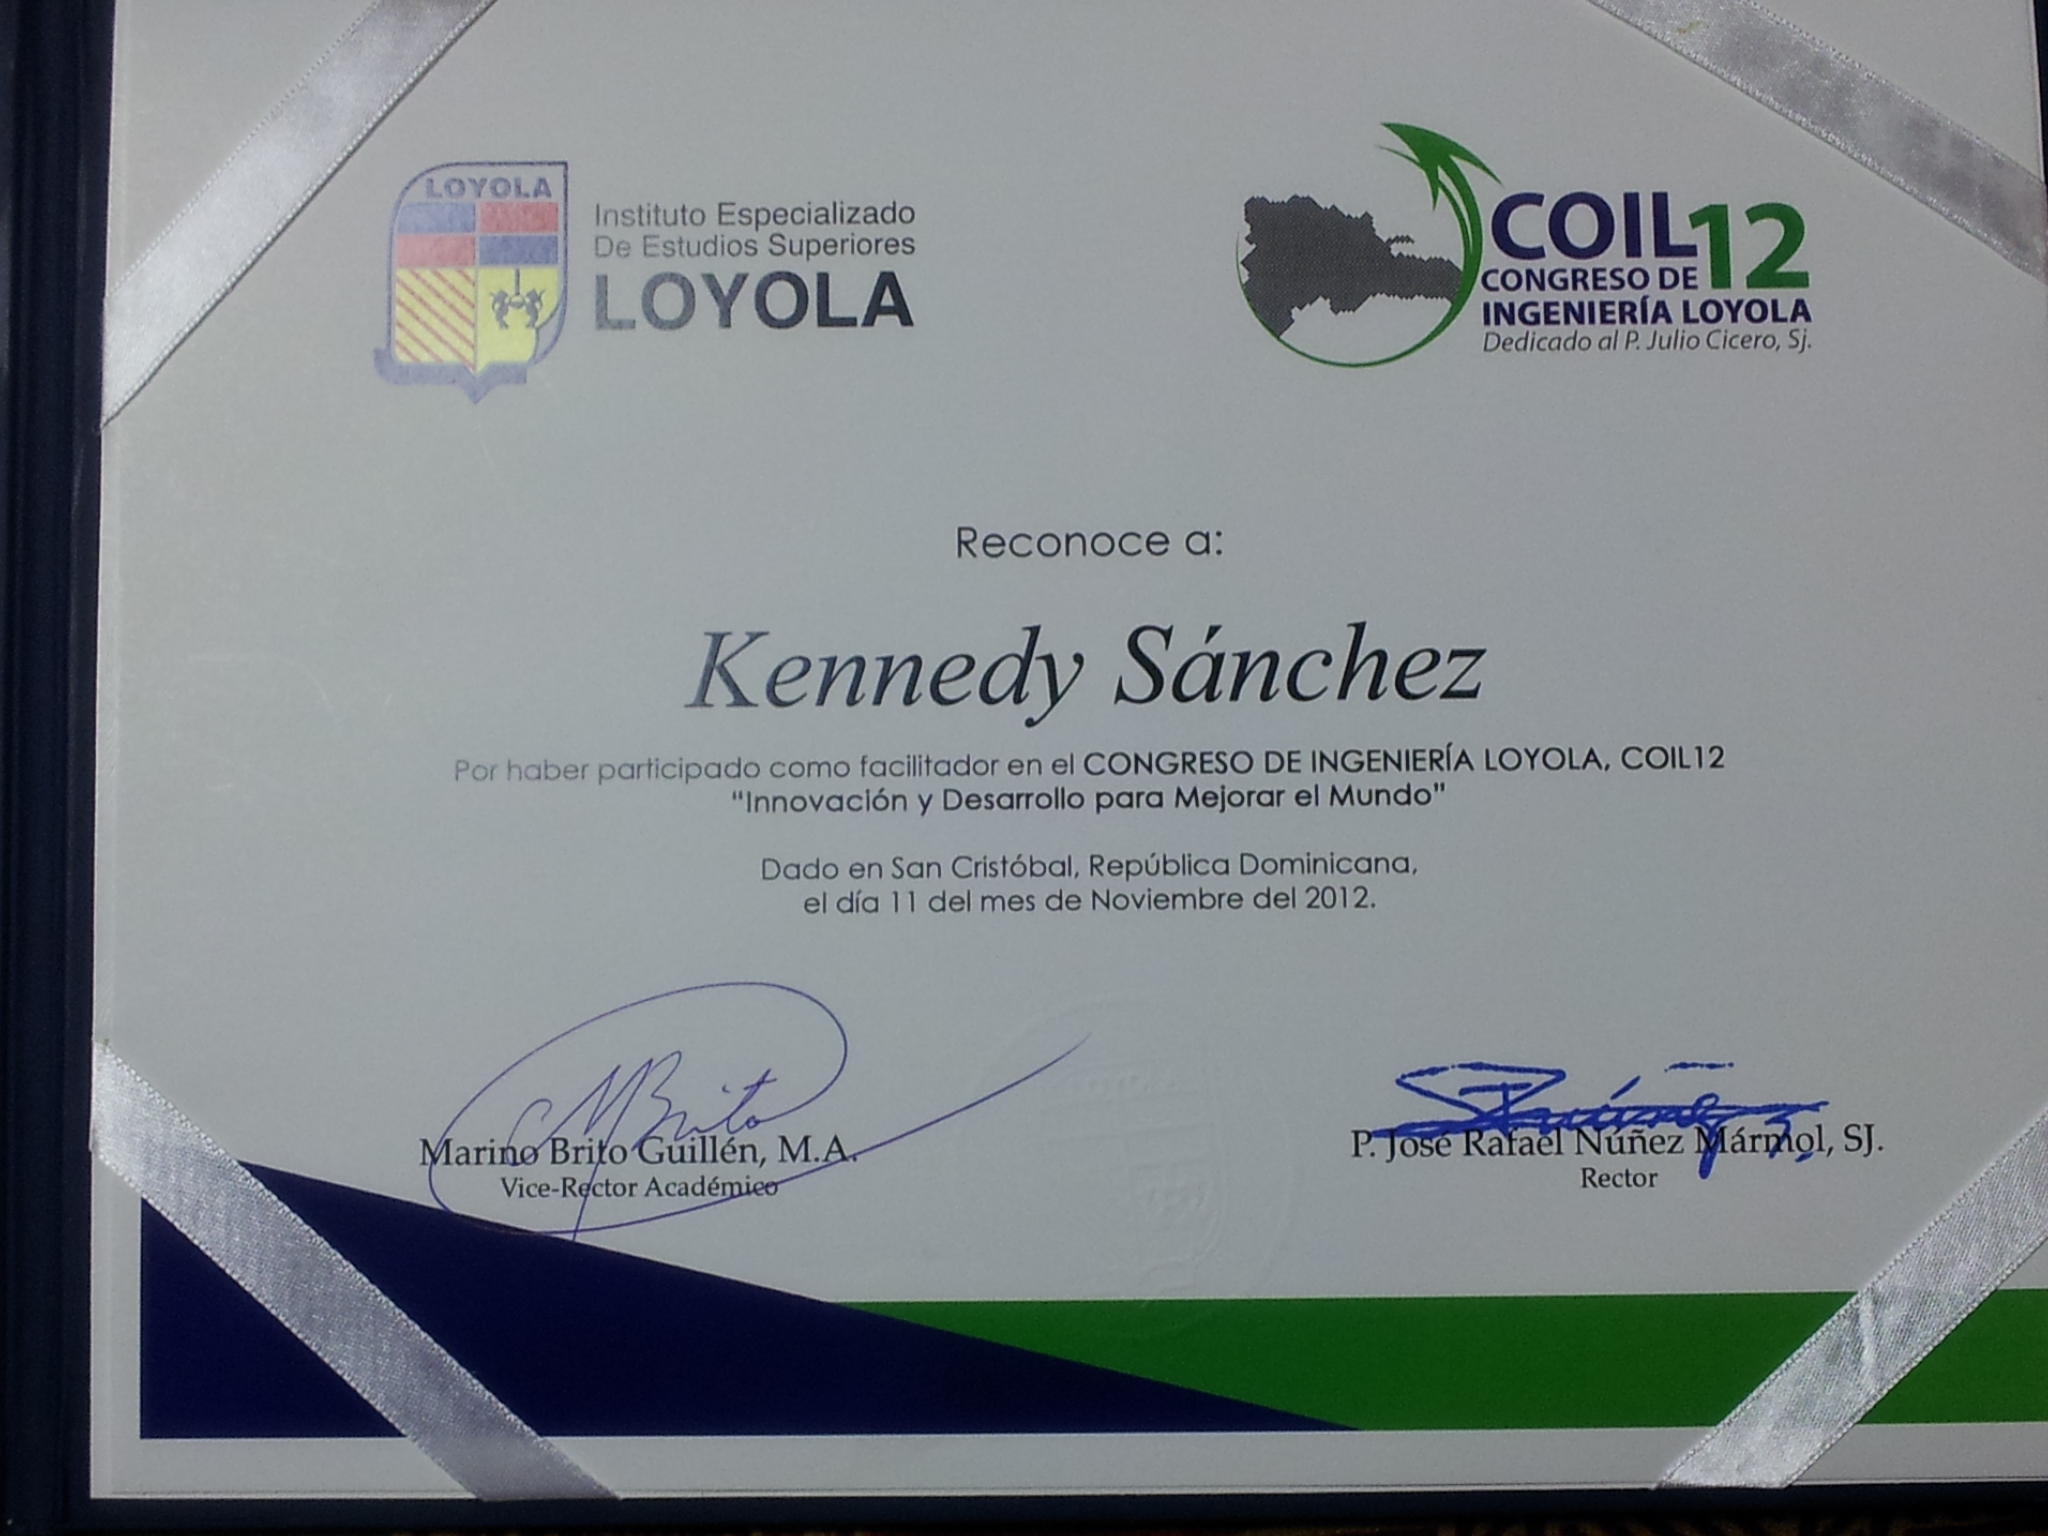 LOYOLA
Instituto Especializado
De Estudios Superiores
LOYOLA
COIL12
CONGRESO DE
INGENIERÍA LOYOLA
Dedicado al P. Julio Cicero, Sj.
Reconoce a:
Kennedy Sánchez
Por haber participado como facilitador en el CONGRESO DE INGENIERÍA LOYOLA, COIL12
"Innovación y Desarrollo para Mejorar el Mundo"
Dado en San Cristóbal, República Dominicana,
el día 11 del mes de Noviembre del 2012.
MBrito
Marino Brito Guillén, M.A.
Vice-Rector Académico
P. José Rafael Núñez Mármol, SJ.
Rector